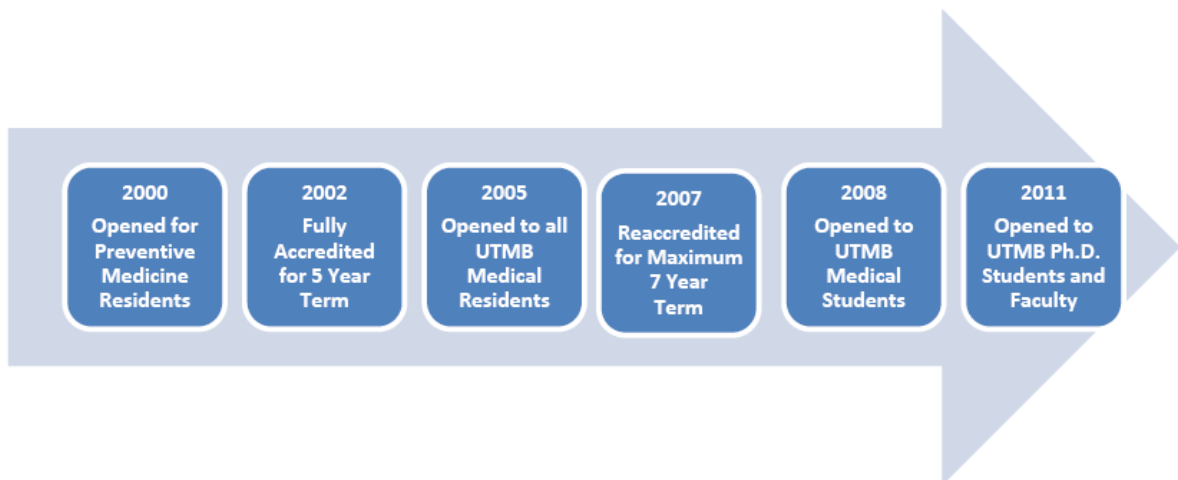 2000
Opened for
Preventive
Medicine
Residents
2002
Fully
Accredited
for 5 Year
Term
2005
Opened to all
UTMB
Medical
Residents
2007
Reaccredited
for Maximum
7 Year
Term
2008
Opened to
UTMB
Medical
Students
2011
Opened to
UTMB Ph.D.
Students and
Faculty